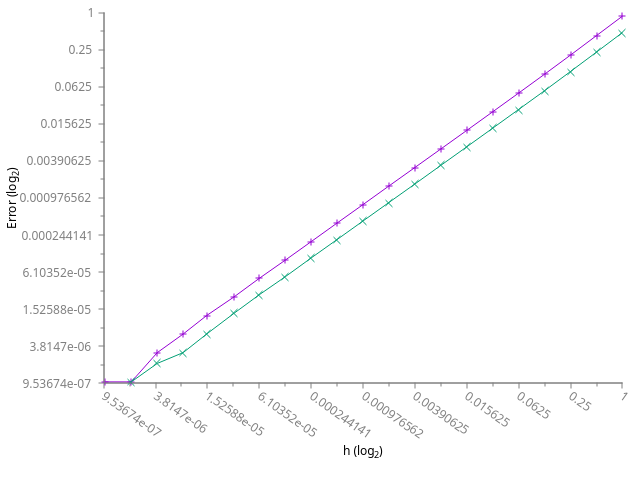 1
0.25
0.0625
0.015625
0.00390625
0.000976562
0.000244141
6.10352e-05
1.52588e-05
3.8147e-06
9.53674e-07
Error (log₂)
9.53674e-07
3.8147e-06
1.52588e-05
6.10352e-05
0.000244141
0.000976562
0.00390625
0.015625
0.0625
0.25
1
h (log₂)